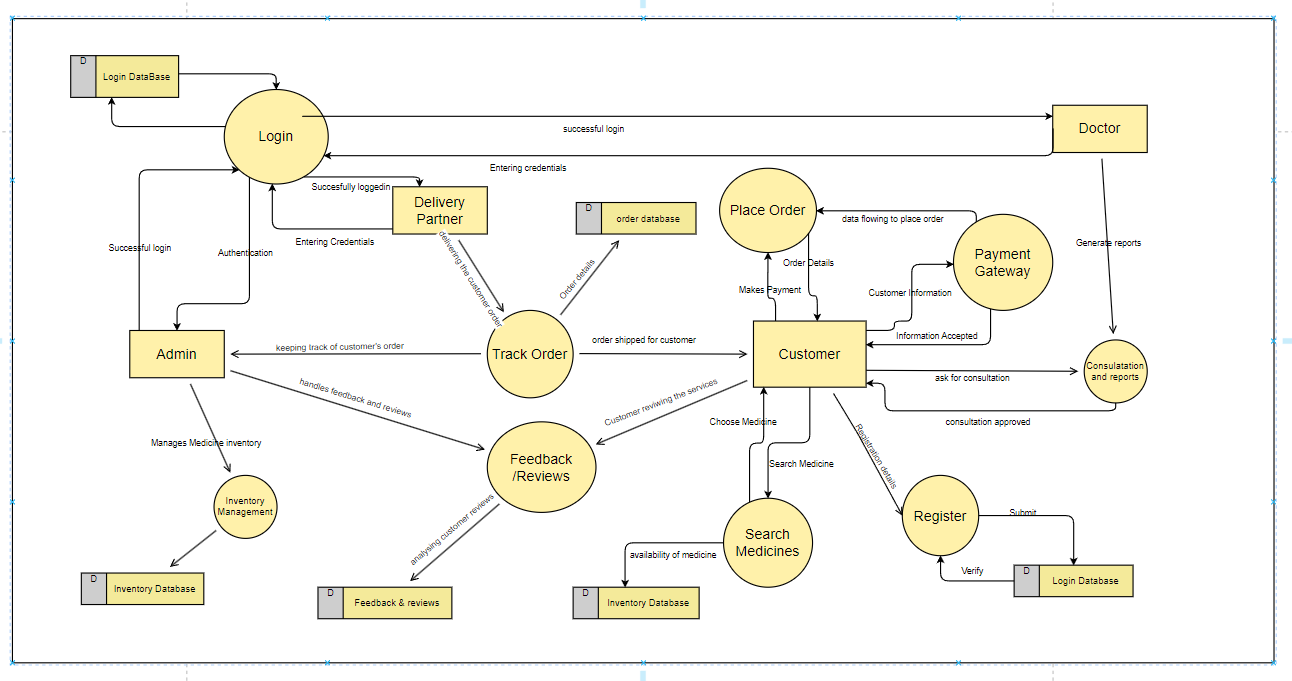 D
Login DataBase
Login
successful login
Doctor
Entering credentials
Succesfully loggedin
Delivery
Partner
Entering Credentials
D
order database
Place Order
data flowing to place order
Payment
Gateway
Successful login
Authentication
delivering the customer order
Order details
Order Details
Makes Payment
Customer Information
Generate reports
Information Accepted
Admin
keeping track of customer's order
Track Order
order shipped for customer
Customer
ask for consultation
Consulatation
and reports
consultation approved
handles feedback and reviews
Customer reviwing the services
Choose Medicine
Search Medicine
Registration details
Manages Medicine inventory
Feedback
/Reviews
Inventory
Management
analysing customer reviews
Search
Medicines
availability of medicine
Register
Submit
Verify
D
Login Database
D
Inventory Database
D
Feedback & reviews
D
Inventory Database